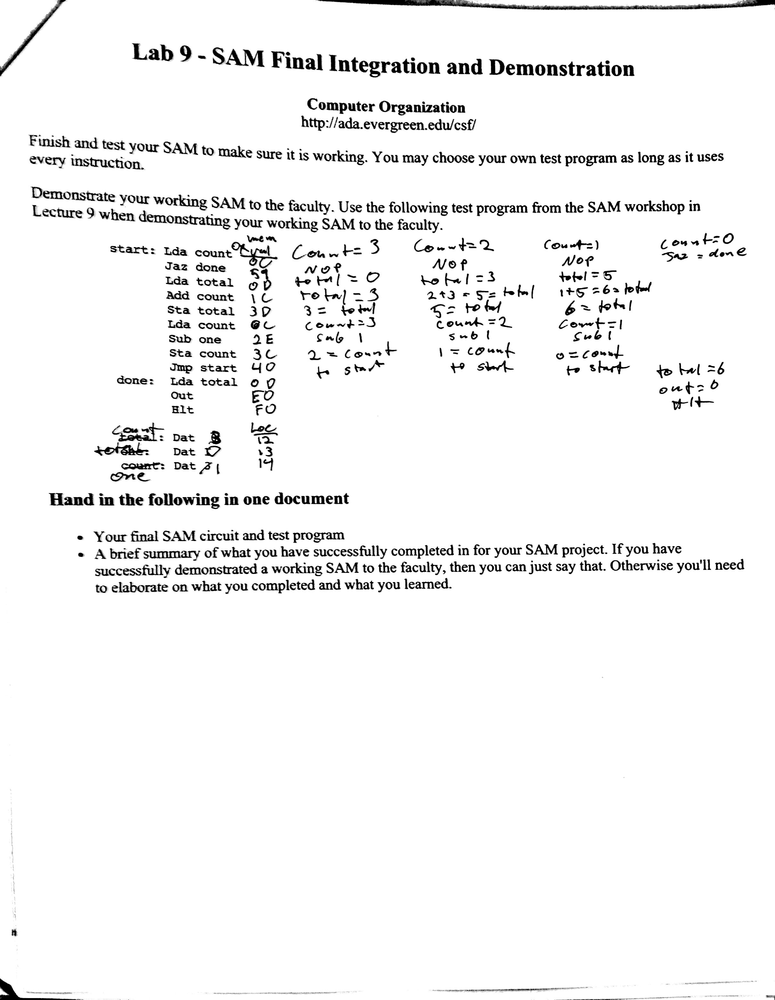 Lab 9 - SAM Final Integration and Demonstration
Computer Organization
http://ada.evergreen.edu/csf/
Finish and test your SAM to make sure it is working. You may choose your own test program as long as it uses
every instruction.
Demonstrate your working SAM to the faculty. Use the following test program from the SAM workshop in
Lecture 9 when demonstrating your working SAM to the faculty.
mem
start: Lda count 0C Count= 3 Count=2 Count=1 count=0
Jaz done 59 NOP NOP NOP Jaz = done
Lda total 0D total = 0 total = 3 total = 5
Add count 1C total = 3 2+3 = 5 = total 1+5 = 6 = total
Sta total 3D 3 = total 5 = total 6 = total
Lda count 0C count=3 count =2 count =1
Sub one 2E sub 1 sub 1 sub 1
Sta count 3C 2 = count 1 = count 0 = count
Jmp start 40 to start to start to start total =6
done: Lda total 0D out = 6
Out E0 Hlt
Hlt F0
Count Loc
total: Dat 3 12
total one: Dat 0 13
count: Dat 3 1 14
one
Hand in the following in one document
• Your final SAM circuit and test program
• A brief summary of what you have successfully completed in for your SAM project. If you have
successfully demonstrated a working SAM to the faculty, then you can just say that. Otherwise you'll need
to elaborate on what you completed and what you learned.